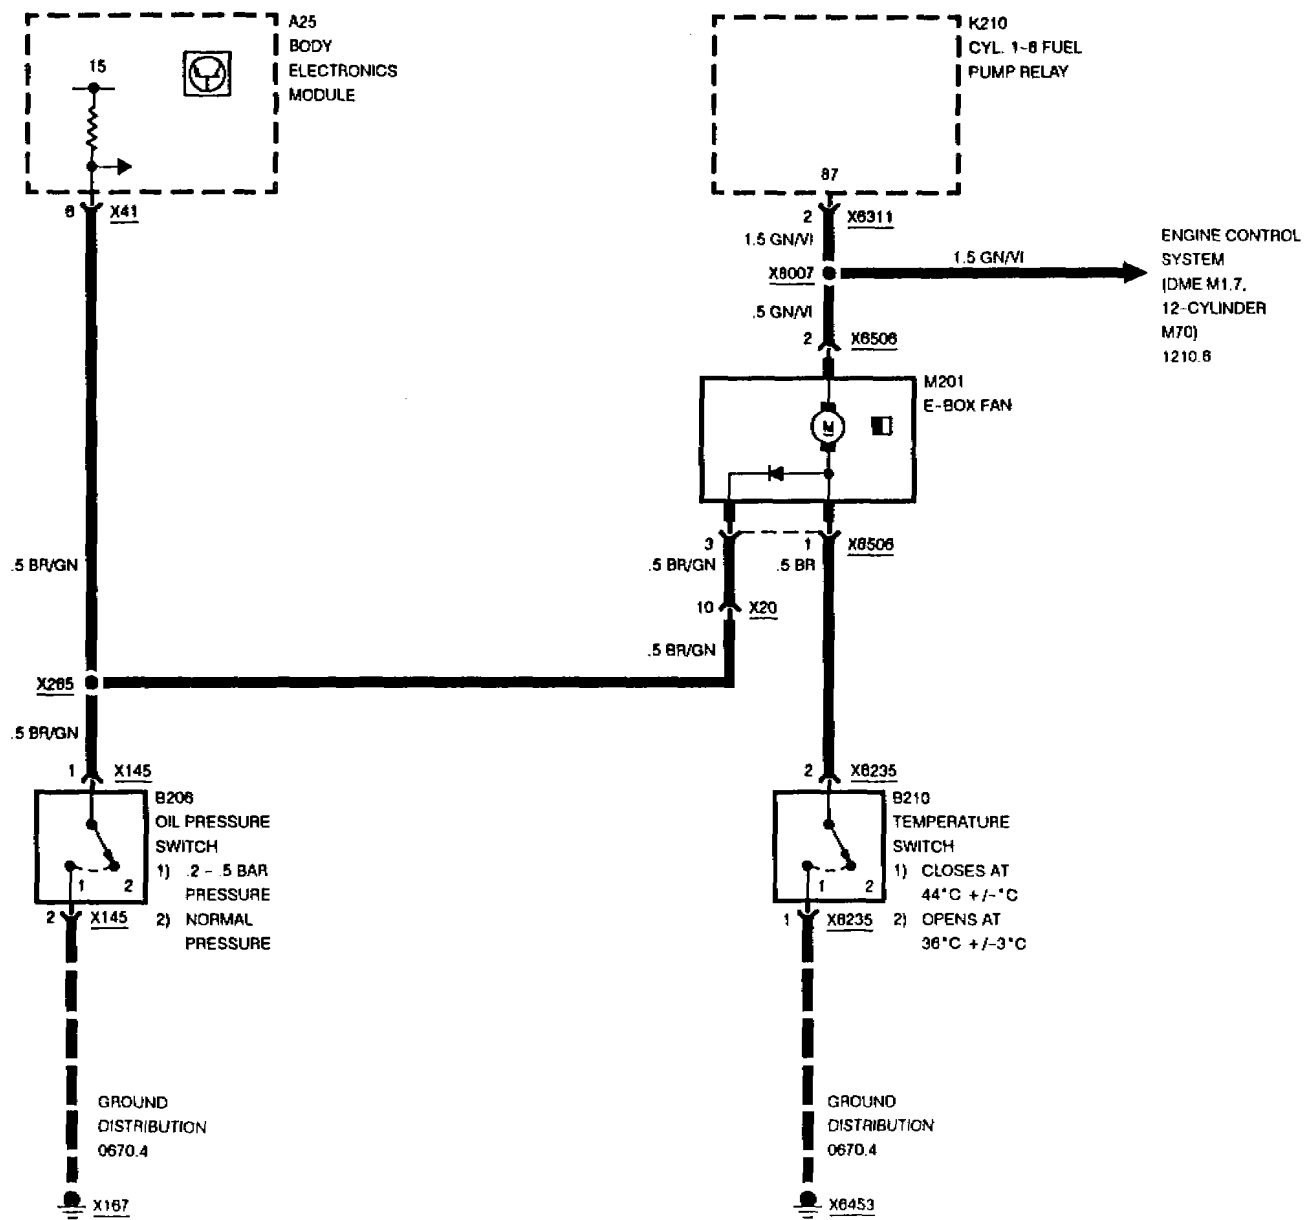 A25
BODY
ELECTRONICS
MODULE
15
6
X41
K210
CYL. 1-6 FUEL
PUMP RELAY
87
2
X6311
1.5 GN/VI
X8007
1.5 GN/VI
ENGINE CONTROL
SYSTEM
(DME M1.7,
12-CYLINDER
M70)
1210.6
.5 GN/VI
2
X6506
M201
E-BOX FAN
M
3
1
X6506
.5 BR/GN
.5 BR/GN
.5 BR
10
X20
.5 BR/GN
X265
.5 BR/GN
1
X145
B206
OIL PRESSURE
SWITCH
1) .2 - .5 BAR
PRESSURE
2) NORMAL
PRESSURE
1
2
2
X145
2
X6235
B210
TEMPERATURE
SWITCH
1) CLOSES AT
44°C +/-°C
2) OPENS AT
36°C +/-3°C
1
2
1
X6235
GROUND
DISTRIBUTION
0670.4
X167
GROUND
DISTRIBUTION
0670.4
X6453